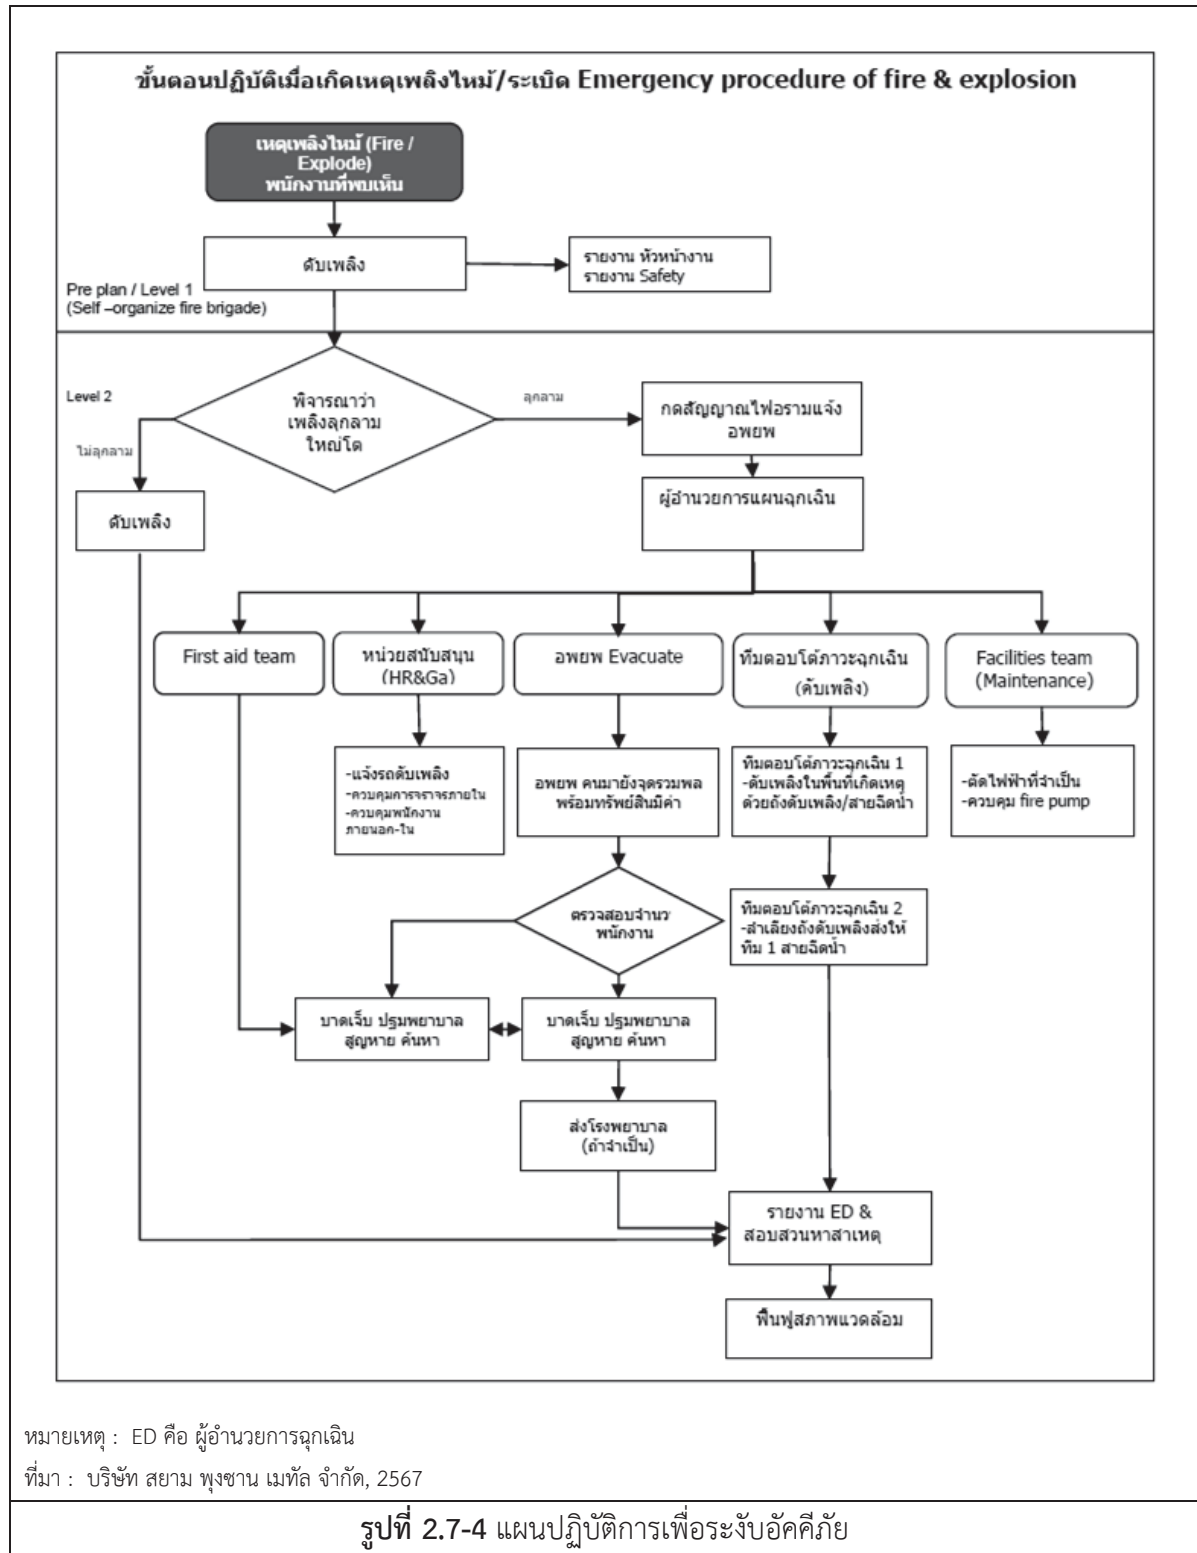 ขั้นตอนปฏิบัติเมื่อเกิดเหตุเพลิงไหม้/ระเบิด Emergency procedure of fire & explosion
เหตุเพลิงไหม้ (Fire /
Explode)
พนักงานที่พบเห็น
ดับเพลิง
รายงาน หัวหน้างาน
รายงาน Safety
Pre plan / Level 1
(Self –organize fire brigade)
Level 2
พิจารณาว่า
เพลิงลุกลาม
ใหญ่โต
ลุกลาม
ไม่ลุกลาม
กดสัญญาณไฟอรามแจ้ง
อพยพ
ดับเพลิง
ผู้อำนวยการแผนฉุกเฉิน
First aid team
หน่วยสนับสนุน
(HR&Ga)
อพยพ Evacuate
ทีมตอบโต้ภาวะฉุกเฉิน
(ดับเพลิง)
Facilities team
(Maintenance)
-แจ้งรถดับเพลิง
-ควบคุมการจราจรภายใน
-ควบคุมพนักงาน
ภายนอก-ใน
อพยพ คนมายังจุดรวมพล
พร้อมทรัพย์สินมีค่า
ทีมตอบโต้ภาวะฉุกเฉิน 1
-ดับเพลิงในพื้นที่เกิดเหตุ
ด้วยถังดับเพลิง/สายฉีดน้ำ
-ตัดไฟฟ้าที่จำเป็น
-ควบคุม fire pump
ตรวจสอบจำนว
พนักงาน
ทีมตอบโต้ภาวะฉุกเฉิน 2
-ลำเลียงถังดับเพลิงส่งให้
ทีม 1 สายฉีดน้ำ
บาดเจ็บ ปฐมพยาบาล
สูญหาย ค้นหา
บาดเจ็บ ปฐมพยาบาล
สูญหาย ค้นหา
ส่งโรงพยาบาล
(ถ้าจำเป็น)
รายงาน ED &
สอบสวนหาสาเหตุ
ฟื้นฟูสภาพแวดล้อม
หมายเหตุ : ED คือ ผู้อำนวยการฉุกเฉิน
ที่มา : บริษัท สยาม พุงซาน เมทัล จำกัด, 2567
รูปที่ 2.7-4 แผนปฏิบัติการเพื่อระงับอัคคีภัย